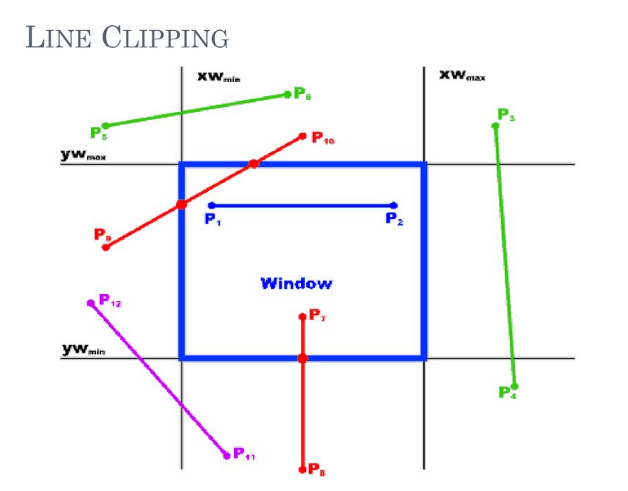 LINE CLIPPING
xwmin
xwmax
P6
P3
P5
P10
ywmax
P1
P2
P9
Window
P12
P7
ywmin
P4
P11
P8